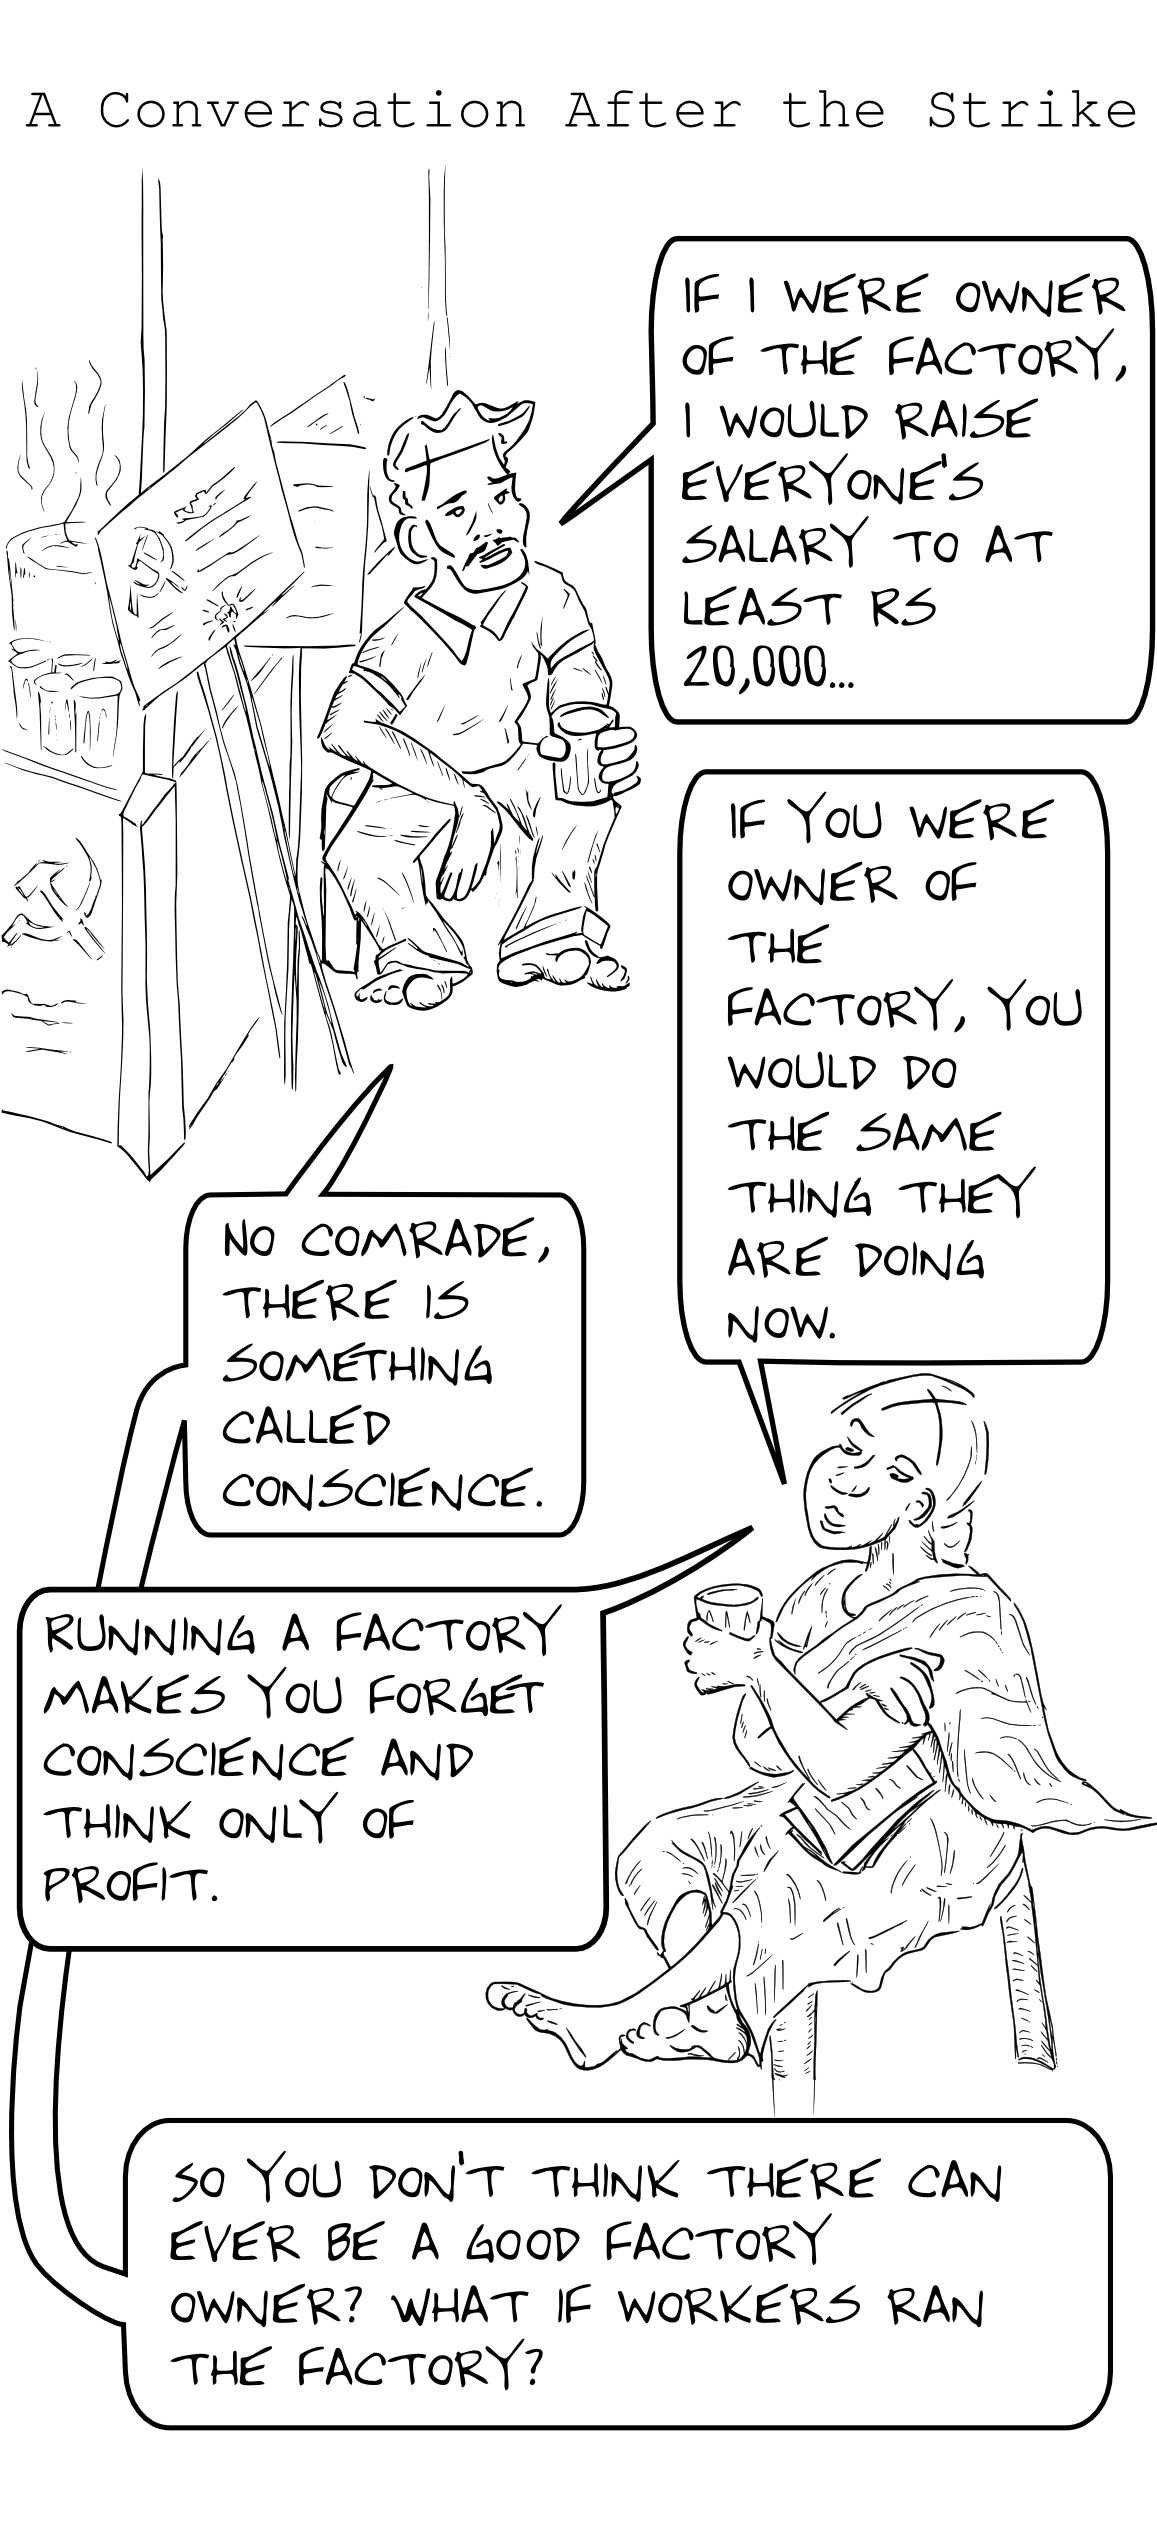 A Conversation After the Strike
IF I WERE OWNER
OF THE FACTORY,
I WOULD RAISE
EVERYONE'S
SALARY TO AT
LEAST RS
20,000...
IF YOU WERE
OWNER OF
THE
FACTORY, YOU
WOULD DO
THE SAME
THING THEY
ARE DOING
NOW.
NO COMRADE,
THERE IS
SOMETHING
CALLED
CONSCIENCE.
RUNNING A FACTORY
MAKES YOU FORGET
CONSCIENCE AND
THINK ONLY OF
PROFIT.
SO YOU DON'T THINK THERE CAN
EVER BE A GOOD FACTORY
OWNER? WHAT IF WORKERS RAN
THE FACTORY?